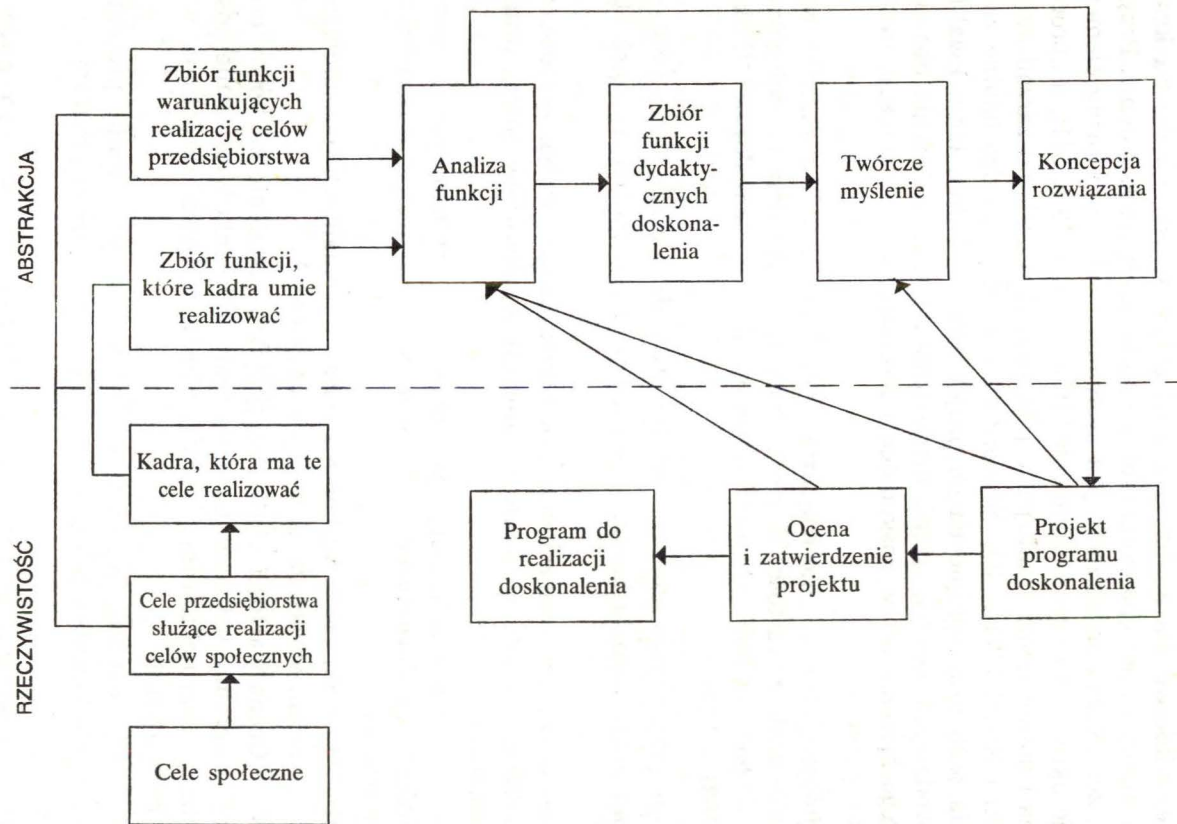 ABSTRAKCJA
Zbiór funkcji
warunkujących
realizację celów
przedsiębiorstwa
Zbiór funkcji,
które kadra umie
realizować
Analiza
funkcji
Zbiór
funkcji
dydakty-
cznych
doskona-
lenia
Twórcze
myślenie
Koncepcja
rozwiązania
RZECZYWISTOŚĆ
Kadra, która ma te
cele realizować
Cele przedsiębiorstwa
służące realizacji
celów społecznych
Cele społeczne
Program do
realizacji
doskonalenia
Ocena
i zatwierdzenie
projektu
Projekt
programu
doskonalenia